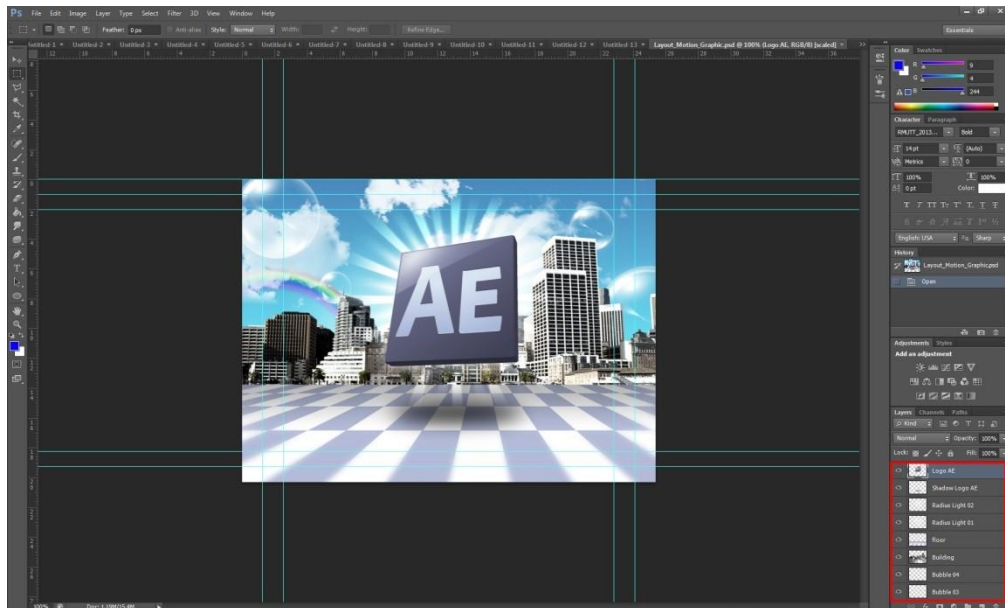 Ps File Edit Image Layer Type Select Filter 3D View Window Help
Feather: 0 px Anti-alias Style: Normal Width: Height: Refine Edge... Essentials
Untitled-1 × Untitled-2 × Untitled-3 × Untitled-4 × Untitled-5 × Untitled-6 × Untitled-7 × Untitled-8 × Untitled-9 × Untitled-10 × Untitled-11 × Untitled-12 × Untitled-13 × Layout_Motion_Graphic.psd @ 100% (Logo AE, RGB/8) [scaled] ×
Color Swatches
R 9
G 4
B 244
Character Paragraph
RMUTT_2013... Bold
14 pt (Auto)
Metrics 0
100% 100%
0 pt Color:
English: USA Sharp
History
Layout_Motion_Graphic.psd
Open
AE
Adjustments Styles
Add an adjustment
Layers Channels Paths
Kind
Normal Opacity: 100%
Lock: Fill: 100%
Logo AE
Shadow Logo AE
Radius Light 02
Radius Light 01
floor
Building
Bubble 04
Bubble 03
100% Doc: 1.19M/15.4M